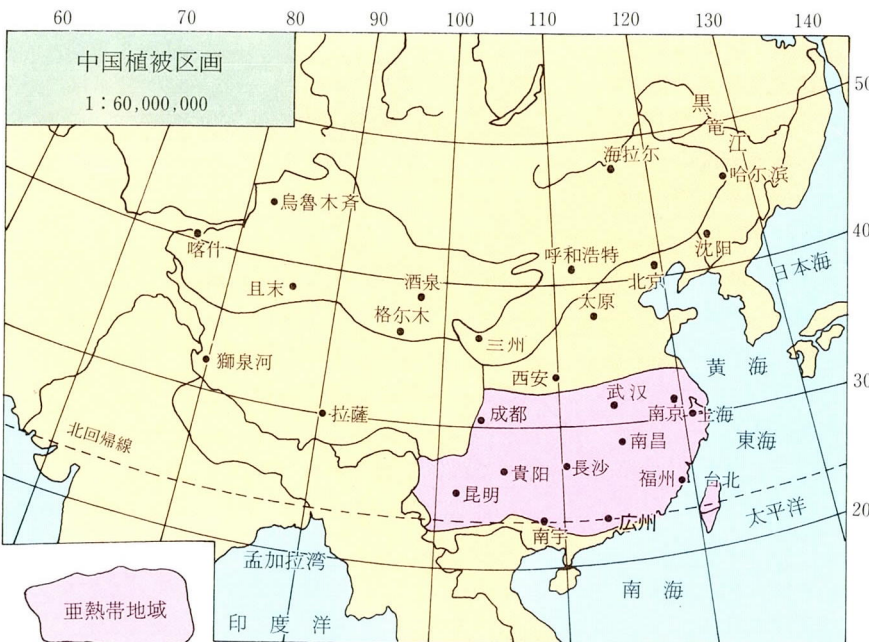 60 70 80 90 100 110 120 130 140
中国植被区画
1:60,000,000
50
黒竜江
海拉尔
哈尔滨
烏魯木斉
40
喀什
呼和浩特
沈阳
北京
日本海
且末
酒泉
太原
格尔木
三州
獅泉河
西安
黄海
30
武汉
拉薩
成都
南京
上海
北回帰線
南昌
東海
貴陽
長沙
福州
台北
昆明
広州
太平洋
20
南宇
孟加拉湾
亜熱帯地域
印度洋
南海